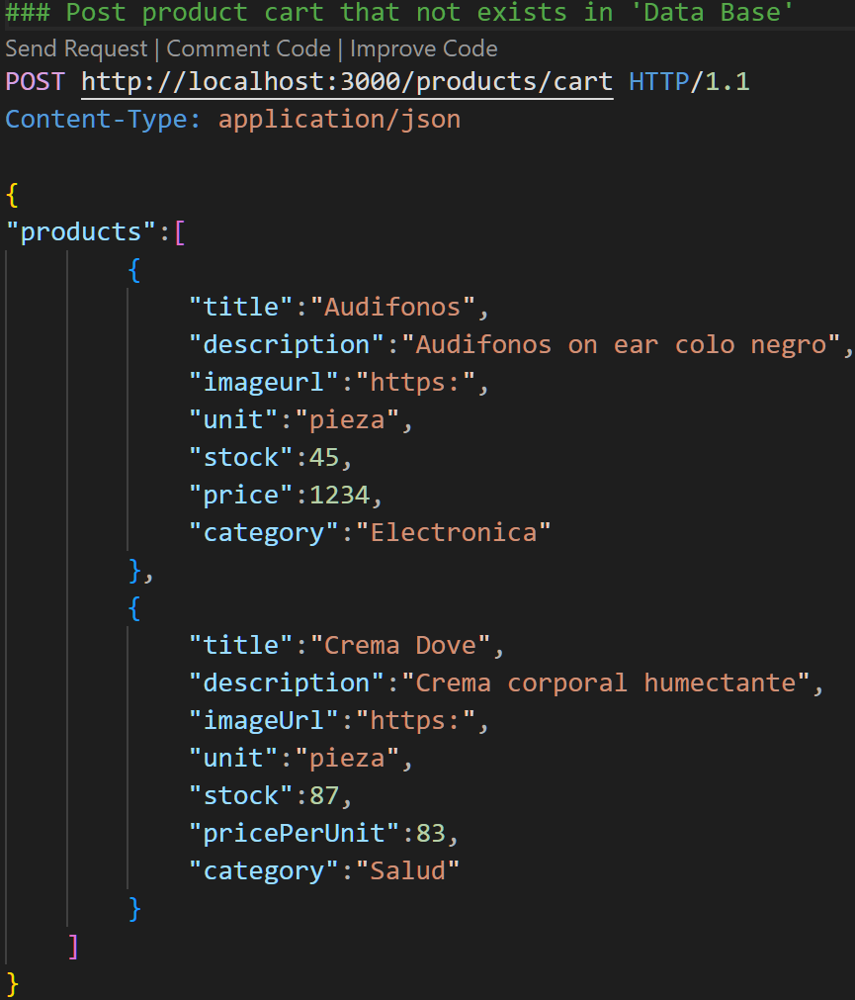 ### Post product cart that not exists in 'Data Base'
Send Request | Comment Code | Improve Code
POST http://localhost:3000/products/cart HTTP/1.1
Content-Type: application/json
{
"products":[
{
"title":"Audifonos",
"description":"Audifonos on ear colo negro",
"imageurl":"https:",
"unit":"pieza",
"stock":45,
"price":1234,
"category":"Electronica"
},
{
"title":"Crema Dove",
"description":"Crema corporal humectante",
"imageUrl":"https:",
"unit":"pieza",
"stock":87,
"pricePerUnit":83,
"category":"Salud"
}
]
}